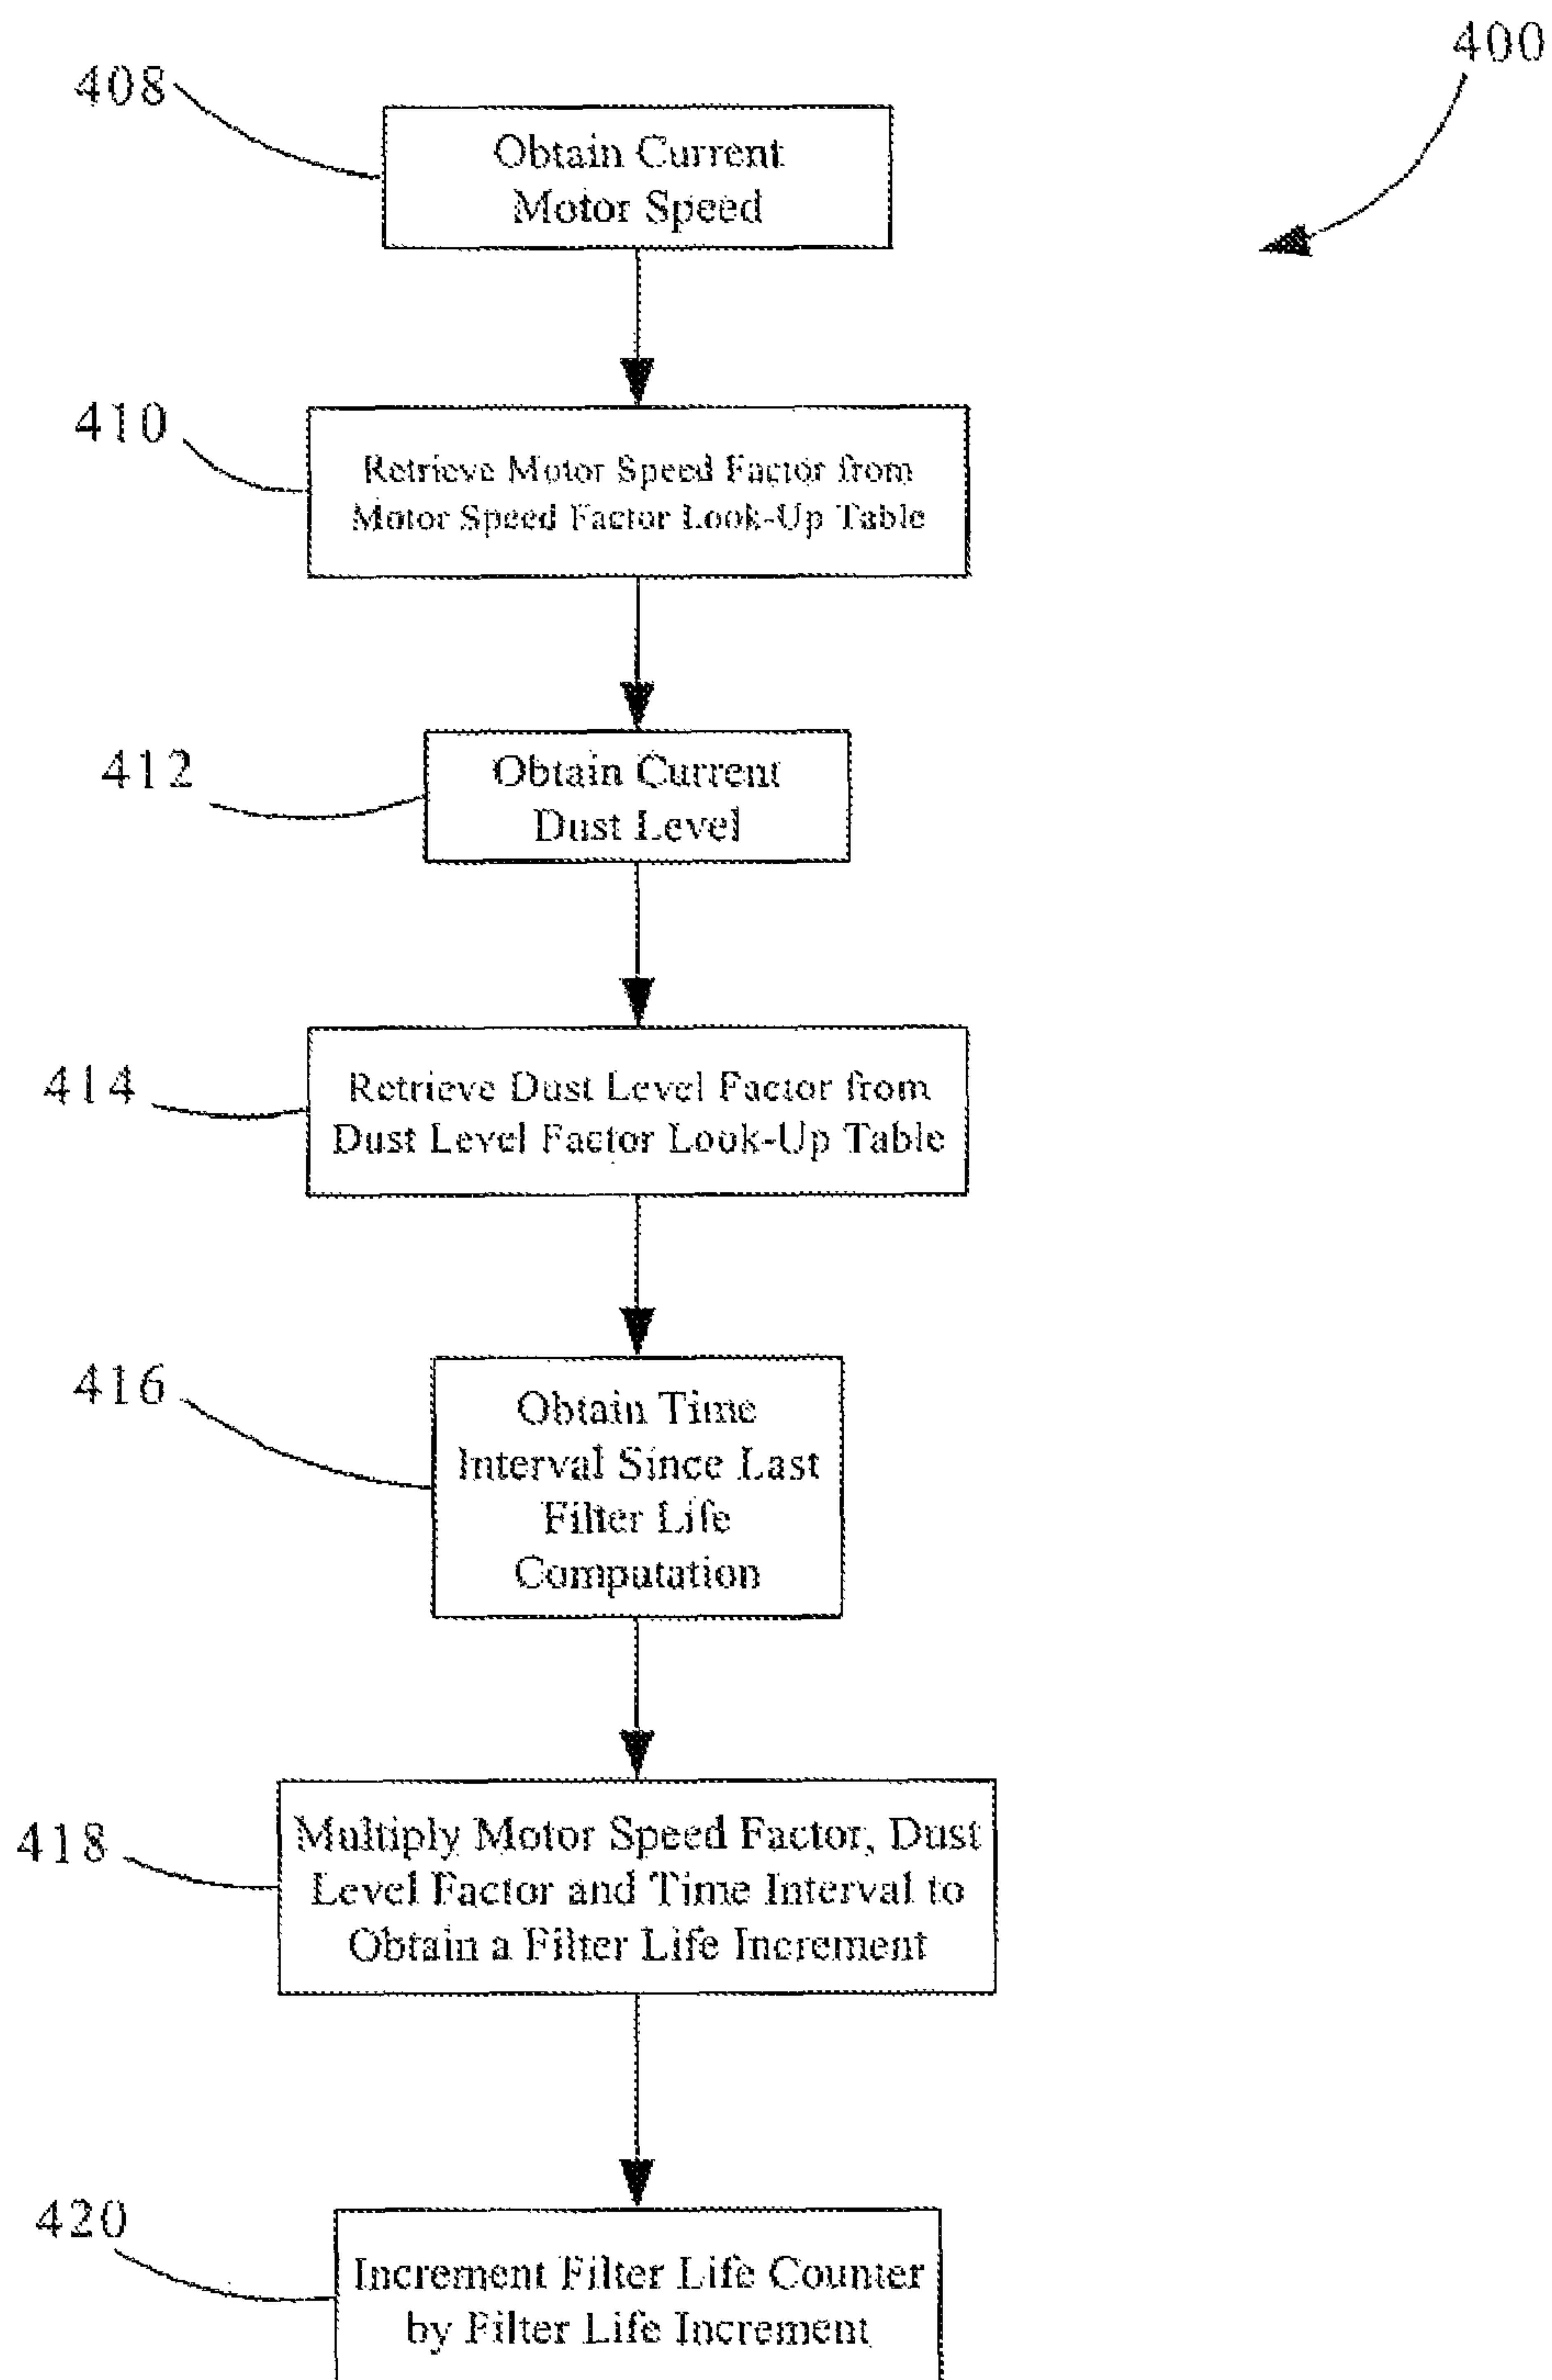 400
408
Obtain Current
Motor Speed
410
Retrieve Motor Speed Factor from
Motor Speed Factor Look-Up Table
412
Obtain Current
Dust Level
414
Retrieve Dust Level Factor from
Dust Level Factor Look-Up Table
416
Obtain Time
Interval Since Last
Filter Life
Computation
418
Multiply Motor Speed Factor, Dust
Level Factor and Time Interval to
Obtain a Filter Life Increment
420
Increment Filter Life Counter
by Filter Life Increment